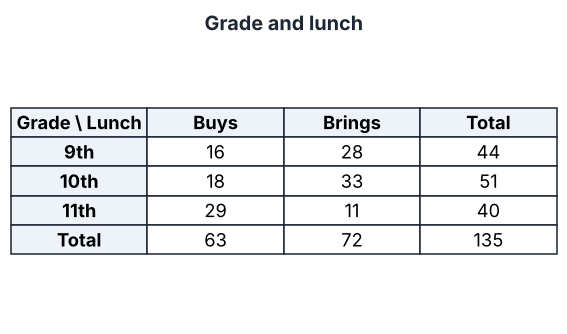 Grade and lunch
Grade \ Lunch Buys Brings Total
9th 16 28 44
10th 18 33 51
11th 29 11 40
Total 63 72 135